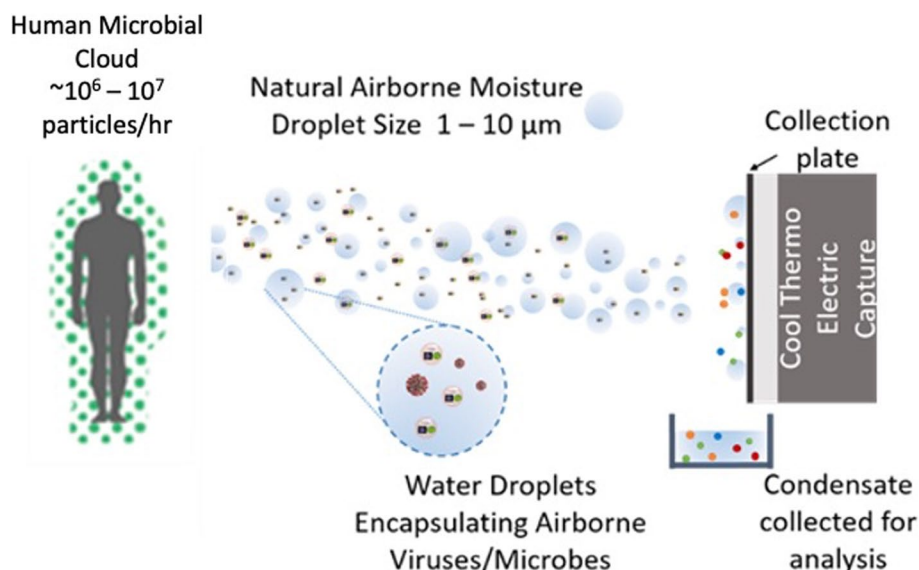 Human Microbial
Cloud
~10⁶ – 10⁷
particles/hr
Natural Airborne Moisture
Droplet Size 1 – 10 µm
Collection
plate
Cool Thermo
Electric
Capture
Water Droplets
Encapsulating Airborne
Viruses/Microbes
Condensate
collected for
analysis